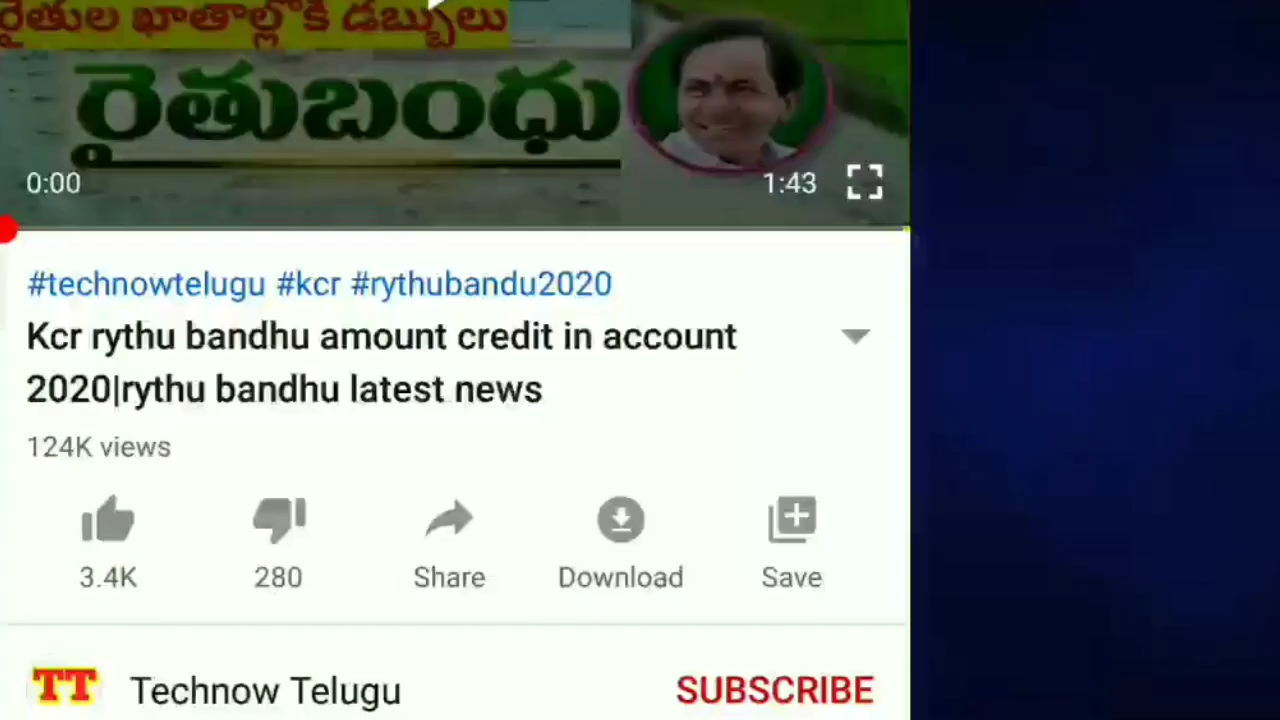 రైతుల ఖాతాల్లోకి డబ్బులు
రైతుబంధు
0:00
1:43
#technowtelugu #kcr #rythubandu2020
Kcr rythu bandhu amount credit in account
2020|rythu bandhu latest news
124K views
3.4K
280
Share
Download
Save
TT
Technow Telugu
SUBSCRIBE